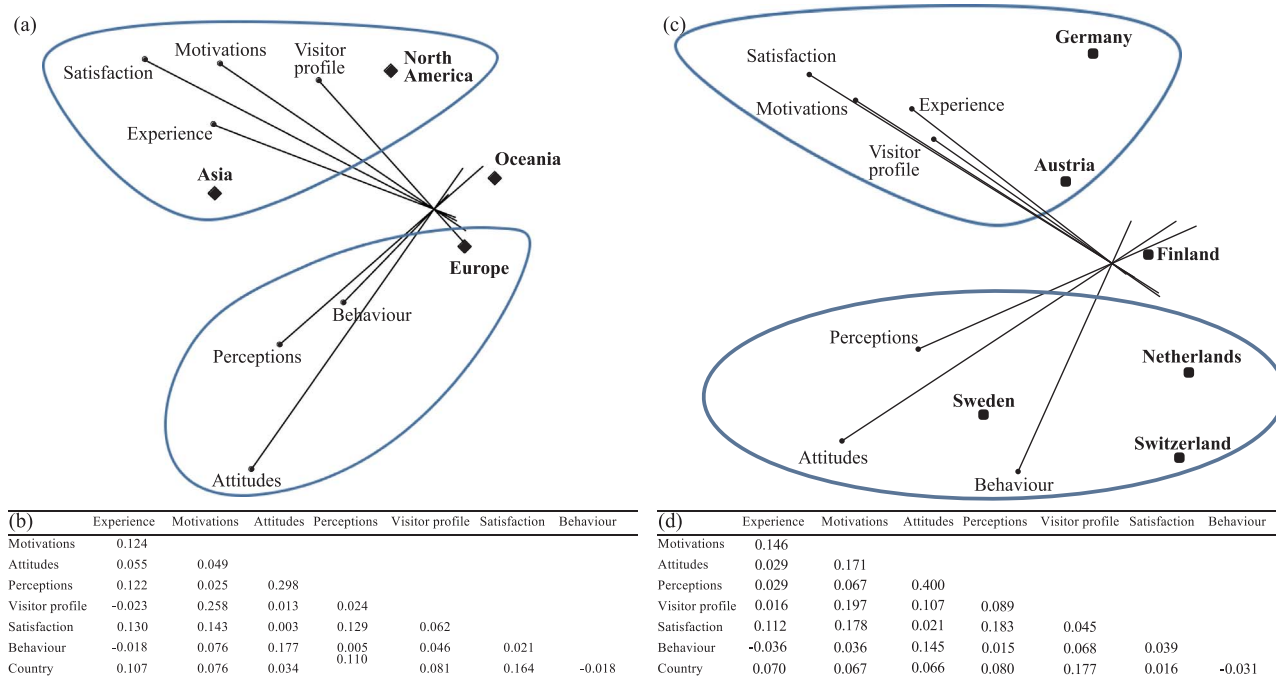 (a)
Motivations
Visitor
profile
North
America
Satisfaction
Experience
Asia
Oceania
Europe
Behaviour
Perceptions
Attitudes
(c)
Germany
Satisfaction
Motivations
Experience
Visitor
profile
Austria
Finland
Perceptions
Netherlands
Sweden
Attitudes
Switzerland
Behaviour
(b) Experience Motivations Attitudes Perceptions Visitor profile Satisfaction Behaviour
Motivations 0.124
Attitudes 0.055 0.049
Perceptions 0.122 0.025 0.298
Visitor profile -0.023 0.258 0.013 0.024
Satisfaction 0.130 0.143 0.003 0.129 0.062
Behaviour -0.018 0.076 0.177 0.005 0.046 0.021
Country 0.107 0.076 0.034 0.110 0.081 0.164 -0.018
(d) Experience Motivations Attitudes Perceptions Visitor profile Satisfaction Behaviour
Motivations 0.146
Attitudes 0.029 0.171
Perceptions 0.029 0.067 0.400
Visitor profile 0.016 0.197 0.107 0.089
Satisfaction 0.112 0.178 0.021 0.183 0.045
Behaviour -0.036 0.036 0.145 0.015 0.068 0.039
Country 0.070 0.067 0.066 0.080 0.177 0.016 -0.031